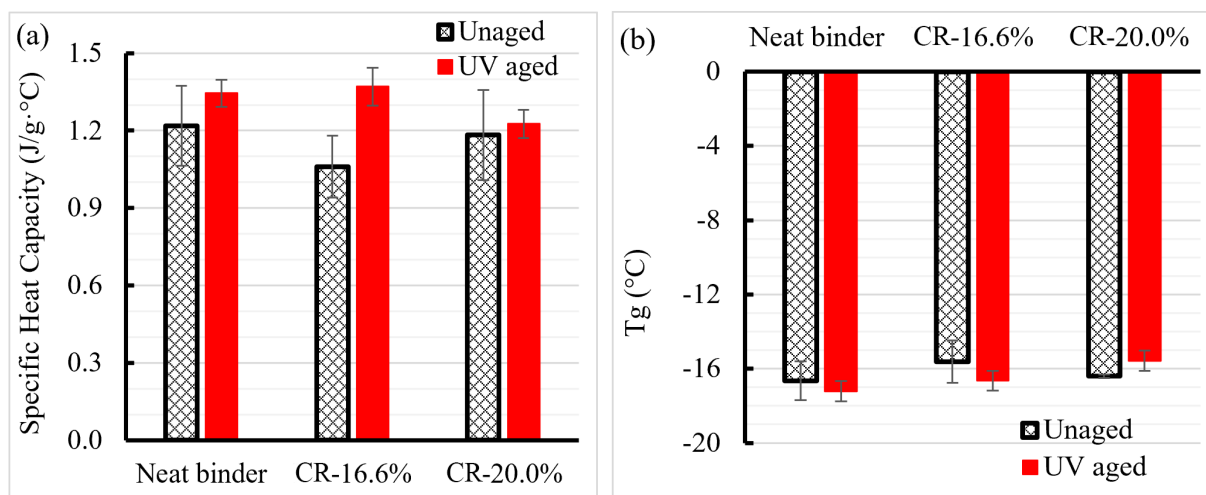 (a)
Unaged
UV aged
Specific Heat Capacity (J/g·°C)
1.5
1.2
0.9
0.6
0.3
0.0
Neat binder CR-16.6% CR-20.0%
(b)
Neat binder CR-16.6% CR-20.0%
Tg (°C)
0
-4
-8
-12
-16
-20
Unaged
UV aged